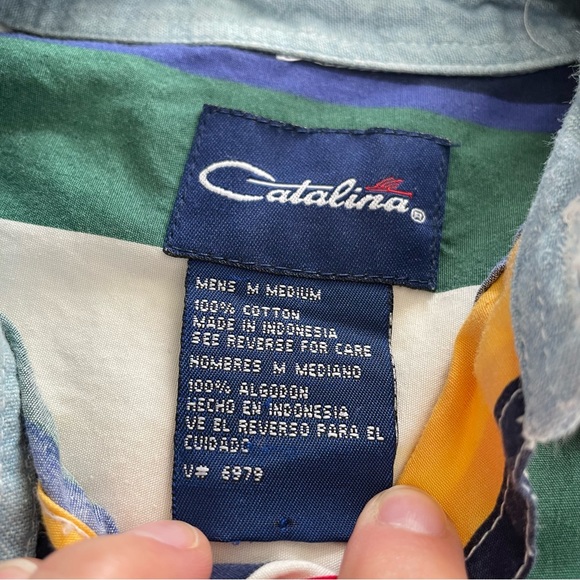 Catalina®
MENS M MEDIUM
100% COTTON
MADE IN INDONESIA
SEE REVERSE FOR CARE
HOMBRES M MEDIANO
100% ALGODON
HECHO EN INDONESIA
VE EL REVERSO PARA EL
CUIDADO
V# 6979